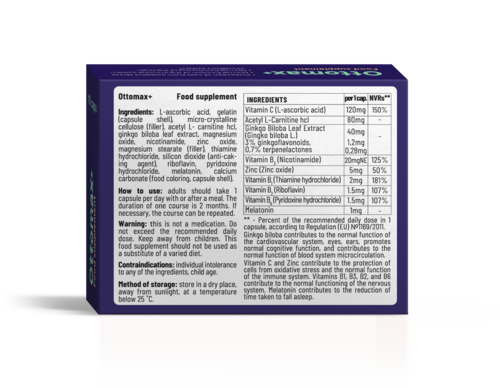 Ottomax+
Food supplement
Ottomax+ Food supplement
Ingredients: L-ascorbic acid, gelatin
(capsule shell), micro-crystalline
cellulose (filler), acetyl L- carnitine hcl,
ginkgo biloba leaf extract, magnesium
oxide, nicotinamide, zinc oxide,
magnesium stearate (filler), thiamine
hydrochloride, silicon dioxide (anti-cak-
ing agent), riboflavin, pyridoxine
hydrochloride, melatonin, calcium
carbonate (food coloring, capsule shell).
How to use: adults should take 1
capsule per day with or after a meal. The
duration of one course is 2 months. If
necessary, the course can be repeated.
Warning: this is not a medication. Do
not exceed the recommended daily
dose. Keep away from children. This
food supplement should not be used as
a substitute of a varied diet.
Contraindications: individual intolerance
to any of the ingredients, child age.
Method of storage: store in a dry place,
away from sunlight, at a temperature
below 25 ˚C.
INGREDIENTS per 1 cap. NVRs**
Vitamin C (L-ascorbic acid) 120mg 150%
Acetyl L-Carnitine hcl 80mg -
Ginkgo Biloba Leaf Extract
(Gingko biloba L.) 40mg -
3% ginkgoflavonoids, 1,2mg
0,7% terpenelactones 0,28mg
Vitamin B3 (Nicotinamide) 20mgNE 125%
Zinc (Zinc oxide) 5mg 50%
Vitamin B1 (Thiamine hydrochloride) 2mg 181%
Vitamin B2 (Riboflavin) 1.5mg 107%
Vitamin B6 (Pyridoxine hydrochloride) 1.5mg 107%
Melatonin 1mg -
** - Percent of the recommended daily dose in 1
capsule, according to Regulation (EU) №1169/2011.
Ginkgo biloba contributes to the normal function of
the cardiovascular system, eyes, ears, promotes
normal cognitive function, and contributes to the
normal function of blood system microcirculation.
Vitamin C and Zinc contribute to the protection of
cells from oxidative stress and the normal function
of the immune system. Vitamins B1, B3, B2, and B6
contribute to the normal functioning of the nervous
system. Melatonin contributes to the reduction of
time taken to fall asleep.